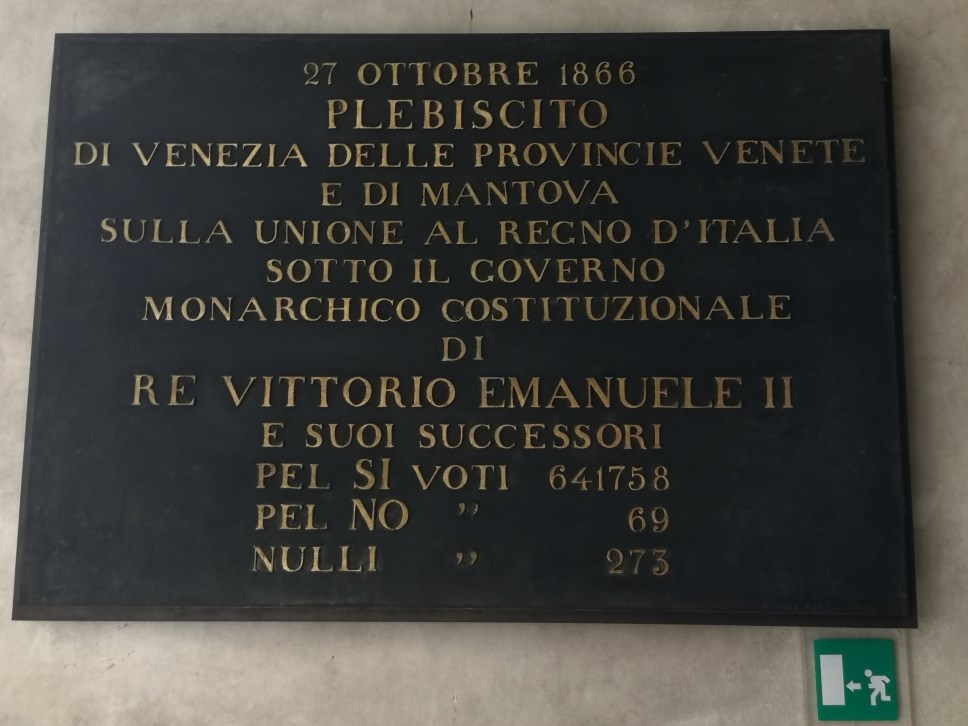 27 OTTOBRE 1866
PLEBISCITO
DI VENEZIA DELLE PROVINCIE VENETE
E DI MANTOVA
SULLA UNIONE AL REGNO D'ITALIA
SOTTO IL GOVERNO
MONARCHICO COSTITUZIONALE
DI
RE VITTORIO EMANUELE II
E SUOI SUCCESSORI
PEL SI VOTI 641758
PEL NO " 69
NULLI " 273